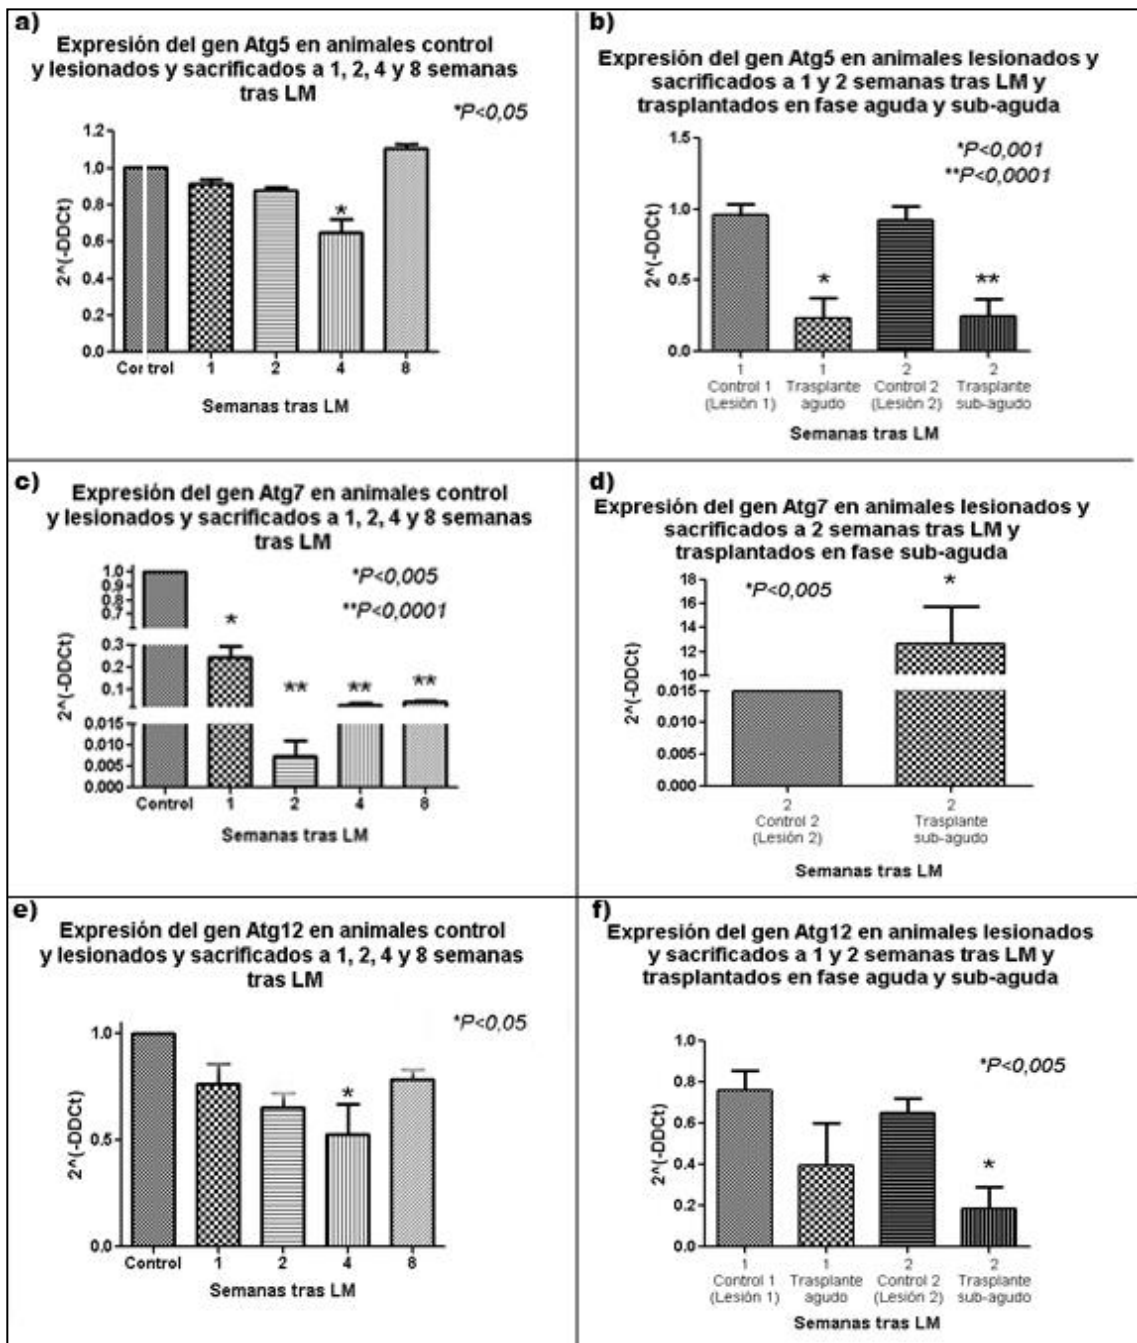 a)
Expresión del gen Atg5 en animales control
y lesionados y sacrificados a 1, 2, 4 y 8 semanas
tras LM
*P<0,05
2^(-DDCt)
1.2
1.0
0.8
0.6
0.4
0.2
0.0
*
Control 1 2 4 8
Semanas tras LM
b)
Expresión del gen Atg5 en animales lesionados y
sacrificados a 1 y 2 semanas tras LM y
trasplantados en fase aguda y sub-aguda
*P<0,001
**P<0,0001
2^(-DDCt)
1.5
1.0
0.5
0.0
* **
1 1 2 2
Control 1 Trasplante Control 2 Trasplante
(Lesión 1) agudo (Lesión 2) sub-agudo
Semanas tras LM
c)
Expresión del gen Atg7 en animales control
y lesionados y sacrificados a 1, 2, 4 y 8 semanas
tras LM
*P<0,005
**P<0,0001
2^(-DDCt)
1.0
0.9
0.8
0.7
0.3
0.2
0.1
0.015
0.010
0.005
0.000
* ** ** **
Control 1 2 4 8
Semanas tras LM
d)
Expresión del gen Atg7 en animales lesionados y
sacrificados a 2 semanas tras LM y
trasplantados en fase sub-aguda
*P<0,005
2^(-DDCt)
18
16
14
12
10
0.015
0.010
0.005
0.000
*
2 2
Control 2 Trasplante
(Lesión 2) sub-agudo
Semanas tras LM
e)
Expresión del gen Atg12 en animales control
y lesionados y sacrificados a 1, 2, 4 y 8 semanas
tras LM
*P<0,05
2^(-DDCt)
1.0
0.5
0.0
*
Control 1 2 4 8
Semanas tras LM
f)
Expresión del gen Atg12 en animales lesionados
y sacrificados a 1 y 2 semanas tras LM y
trasplantados en fase aguda y sub-aguda
*P<0,005
2^(-DDCt)
1.0
0.8
0.6
0.4
0.2
0.0
*
1 1 2 2
Control 1 Trasplante Control 2 Trasplante
(Lesión 1) agudo (Lesión 2) sub-agudo
Semanas tras LM